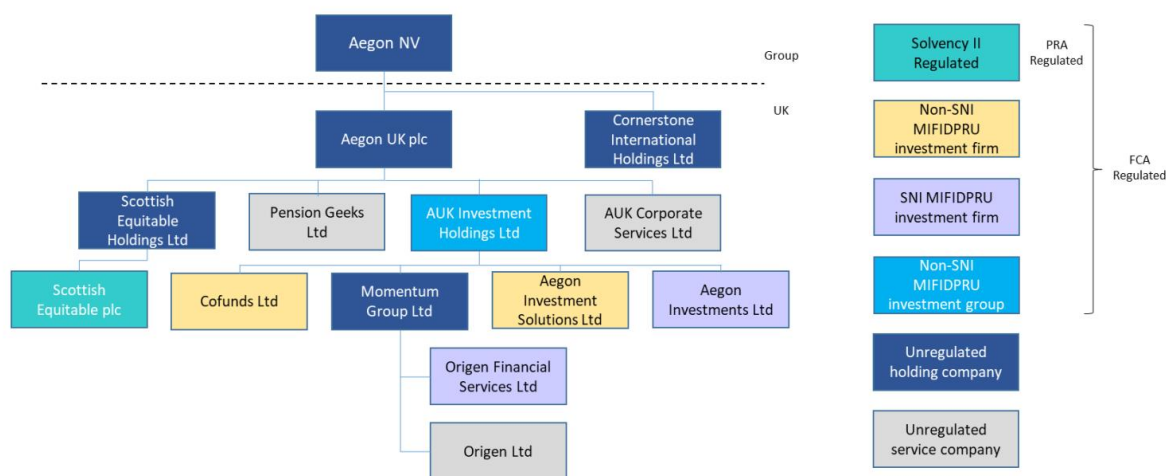 Aegon NV
Group
UK
Aegon UK plc
Cornerstone
International
Holdings Ltd
Scottish
Equitable
Holdings Ltd
Pension Geeks
Ltd
AUK Investment
Holdings Ltd
AUK Corporate
Services Ltd
Scottish
Equitable plc
Cofunds Ltd
Momentum
Group Ltd
Aegon
Investment
Solutions Ltd
Aegon
Investments Ltd
Origen Financial
Services Ltd
Origen Ltd
Solvency II
Regulated
PRA
Regulated
Non-SNI
MIFIDPRU
investment firm
SNI MIFIDPRU
investment firm
Non-SNI
MIFIDPRU
investment group
FCA
Regulated
Unregulated
holding company
Unregulated
service company